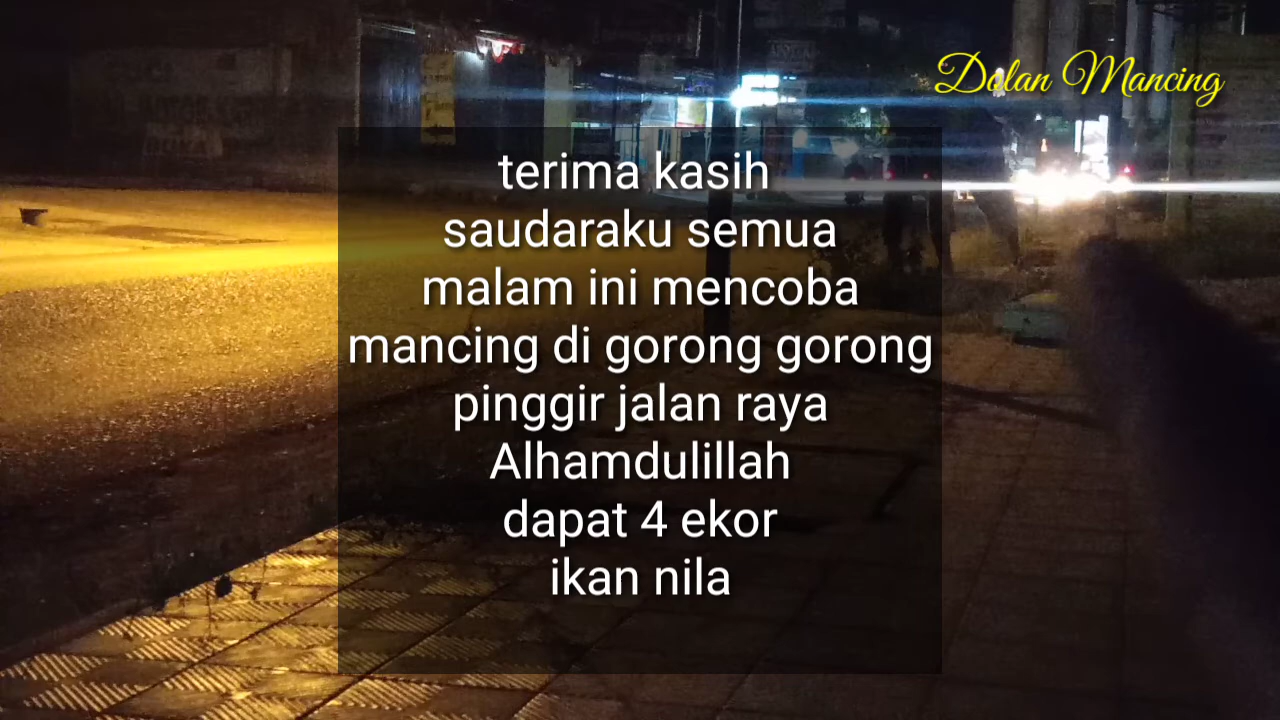 Dolan Mancing
terima kasih
saudaraku semua
malam ini mencoba
mancing di gorong gorong
pinggir jalan raya
Alhamdulillah
dapat 4 ekor
ikan nila